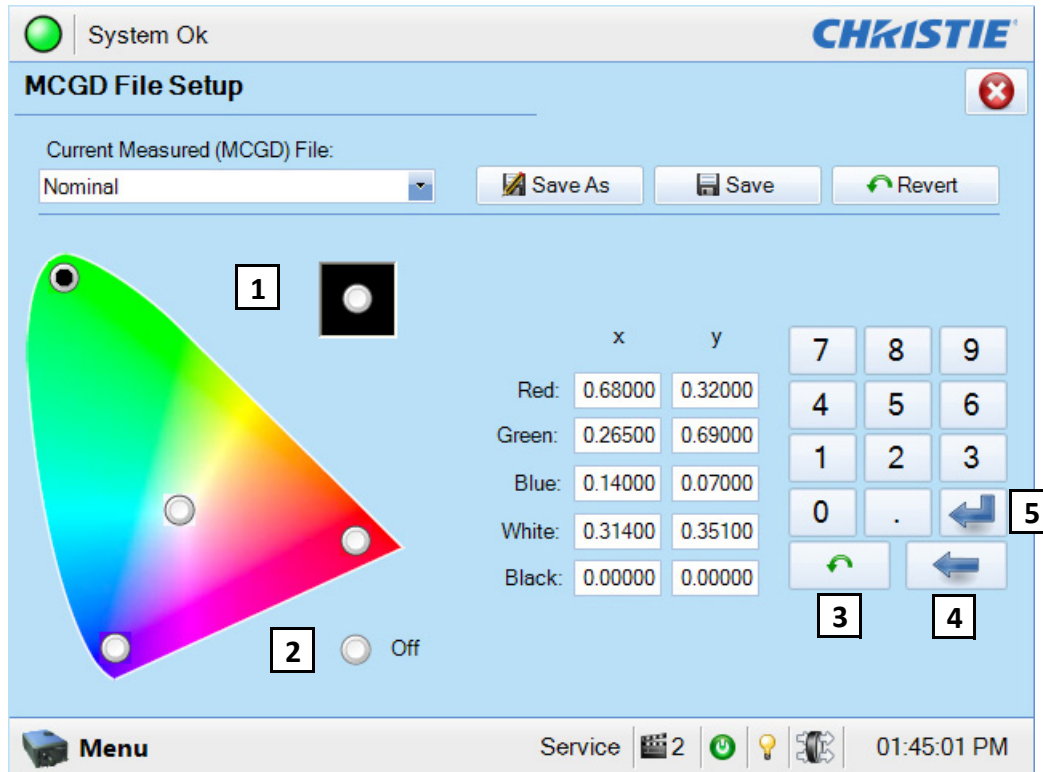 System Ok
CHRISTIE
MCGD File Setup
Current Measured (MCGD) File:
Nominal
Save As
Save
Revert
1
x y
Red: 0.68000 0.32000
Green: 0.26500 0.69000
Blue: 0.14000 0.07000
White: 0.31400 0.35100
Black: 0.00000 0.00000
7 8 9
4 5 6
1 2 3
0 .
5
3
4
2
Off
Menu
Service
2
01:45:01 PM